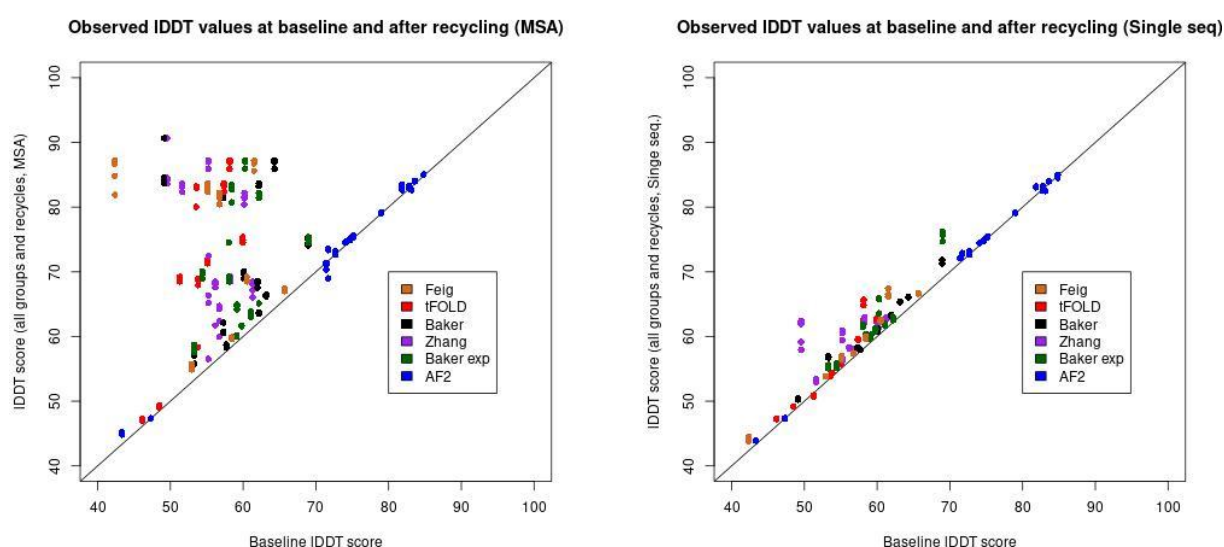 Observed lDDT values at baseline and after recycling (MSA)
lDDT score (all groups and recycles, MSA)
100
90
80
70
60
50
40
Feig
tFOLD
Baker
Zhang
Baker exp
AF2
40 50 60 70 80 90 100
Baseline lDDT score
Observed lDDT values at baseline and after recycling (Single seq)
lDDT score (all groups and recycles, Singe seq.)
100
90
80
70
60
50
40
Feig
tFOLD
Baker
Zhang
Baker exp
AF2
40 50 60 70 80 90 100
Baseline lDDT score